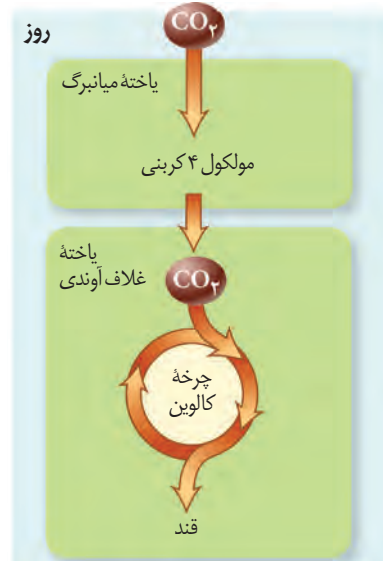 روز
CO۲
یاختهٔ میانبرگ
مولکول ۴ کربنی
یاختهٔ
غلاف آوندی
CO۲
چرخهٔ
کالوین
قند